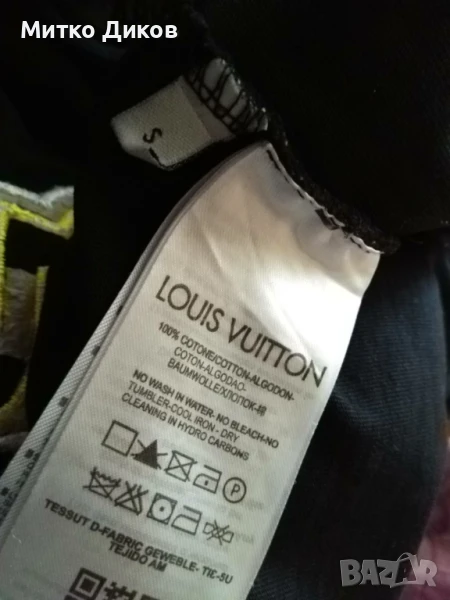 Митко Диков
S
LOUIS VUITTON
100% COTONE/COTTON-ALGODON-
COTON-ALGODAO-
BAUMWOLLE/ХЛОПОК-棉
NO WASH IN WATER- NO BLEACH-NO
TUMBLER-COOL IRON - DRY
CLEANING IN HYDRO CARBONS
P
TESSUT D-FABRIC GEWEBLE- TIE-SU
TEJIDO AM
BAZAR